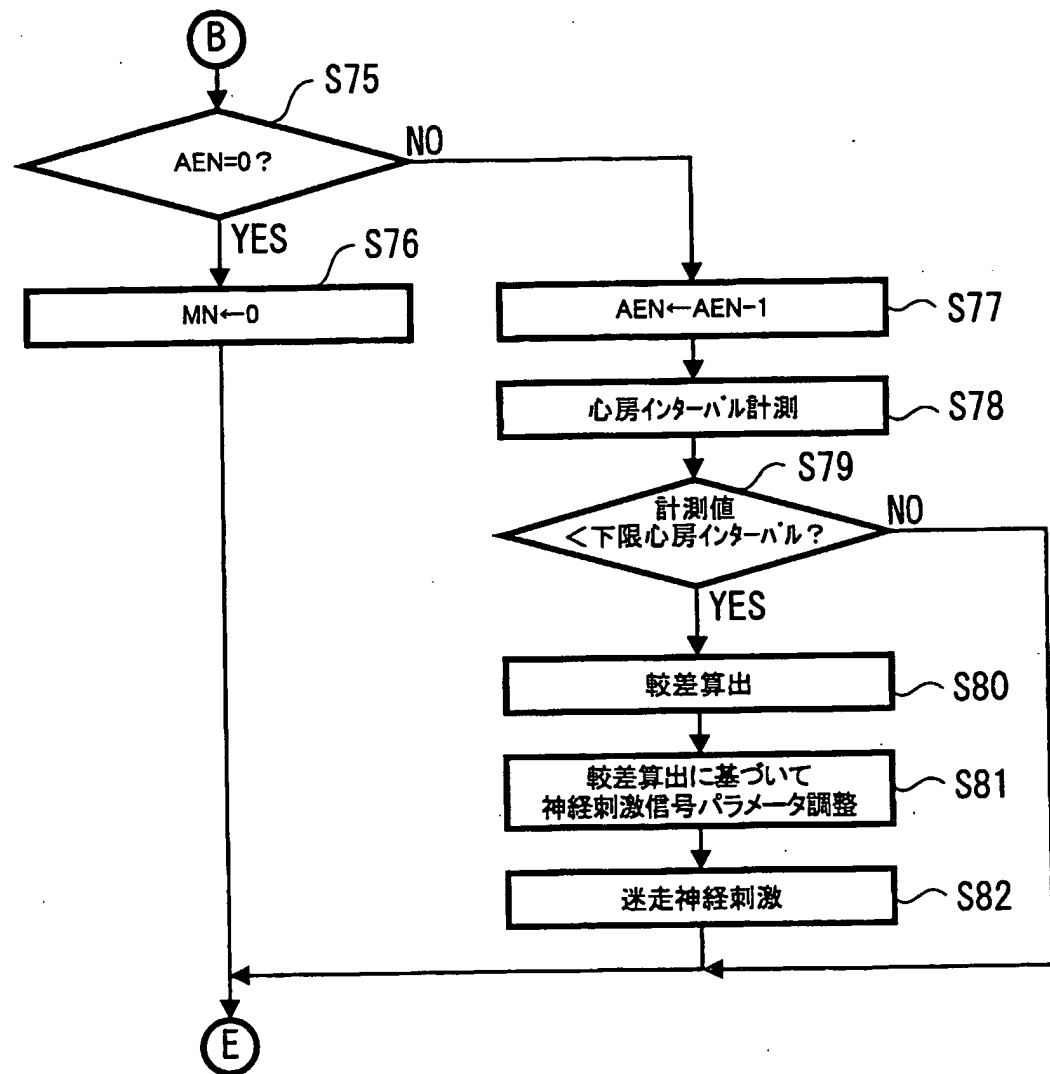 B
S75
AEN=0?
NO
YES
S76
MN←0
AEN←AEN-1
S77
心房インターバル計測
S78
S79
計測値
<下限心房インターバル?
NO
YES
較差算出
S80
較差算出に基づいて
神経刺激信号パラメータ調整
S81
迷走神経刺激
S82
E